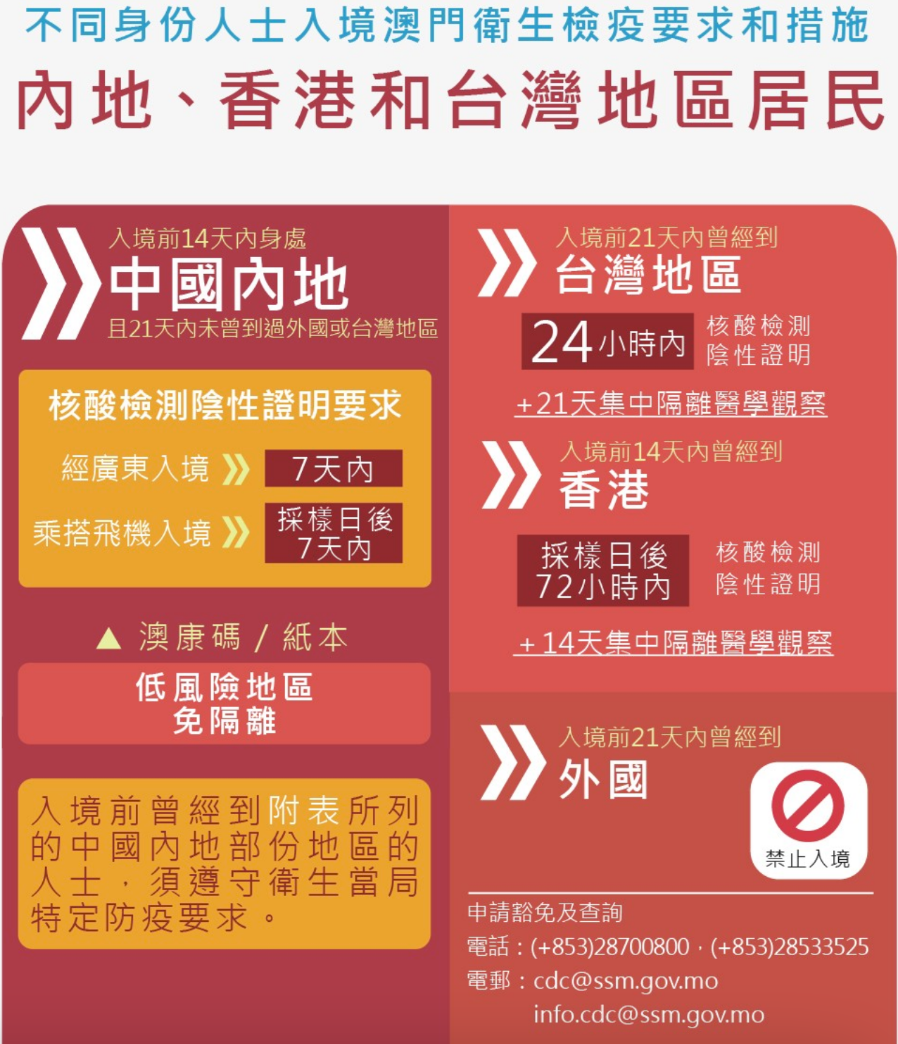 不同身份人士入境澳門衛生檢疫要求和措施
內地、香港和台灣地區居民
入境前14天內身處
中國內地
且21天內未曾到過外國或台灣地區
核酸檢測陰性證明要求
經廣東入境
7天內
乘搭飛機入境
採樣日後
7天內
▲ 澳康碼 / 紙本
低風險地區
免隔離
入境前曾經到附表所列
的中國內地部份地區的
人士，須遵守衛生當局
特定防疫要求。
入境前21天內曾經到
台灣地區
24小時內
核酸檢測
陰性證明
+21天集中隔離醫學觀察
入境前14天內曾經到
香港
採樣日後
72小時內
核酸檢測
陰性證明
+14天集中隔離醫學觀察
入境前21天內曾經到
外國
禁止入境
申請豁免及查詢
電話：(+853)28700800，(+853)28533525
電郵：cdc@ssm.gov.mo
info.cdc@ssm.gov.mo